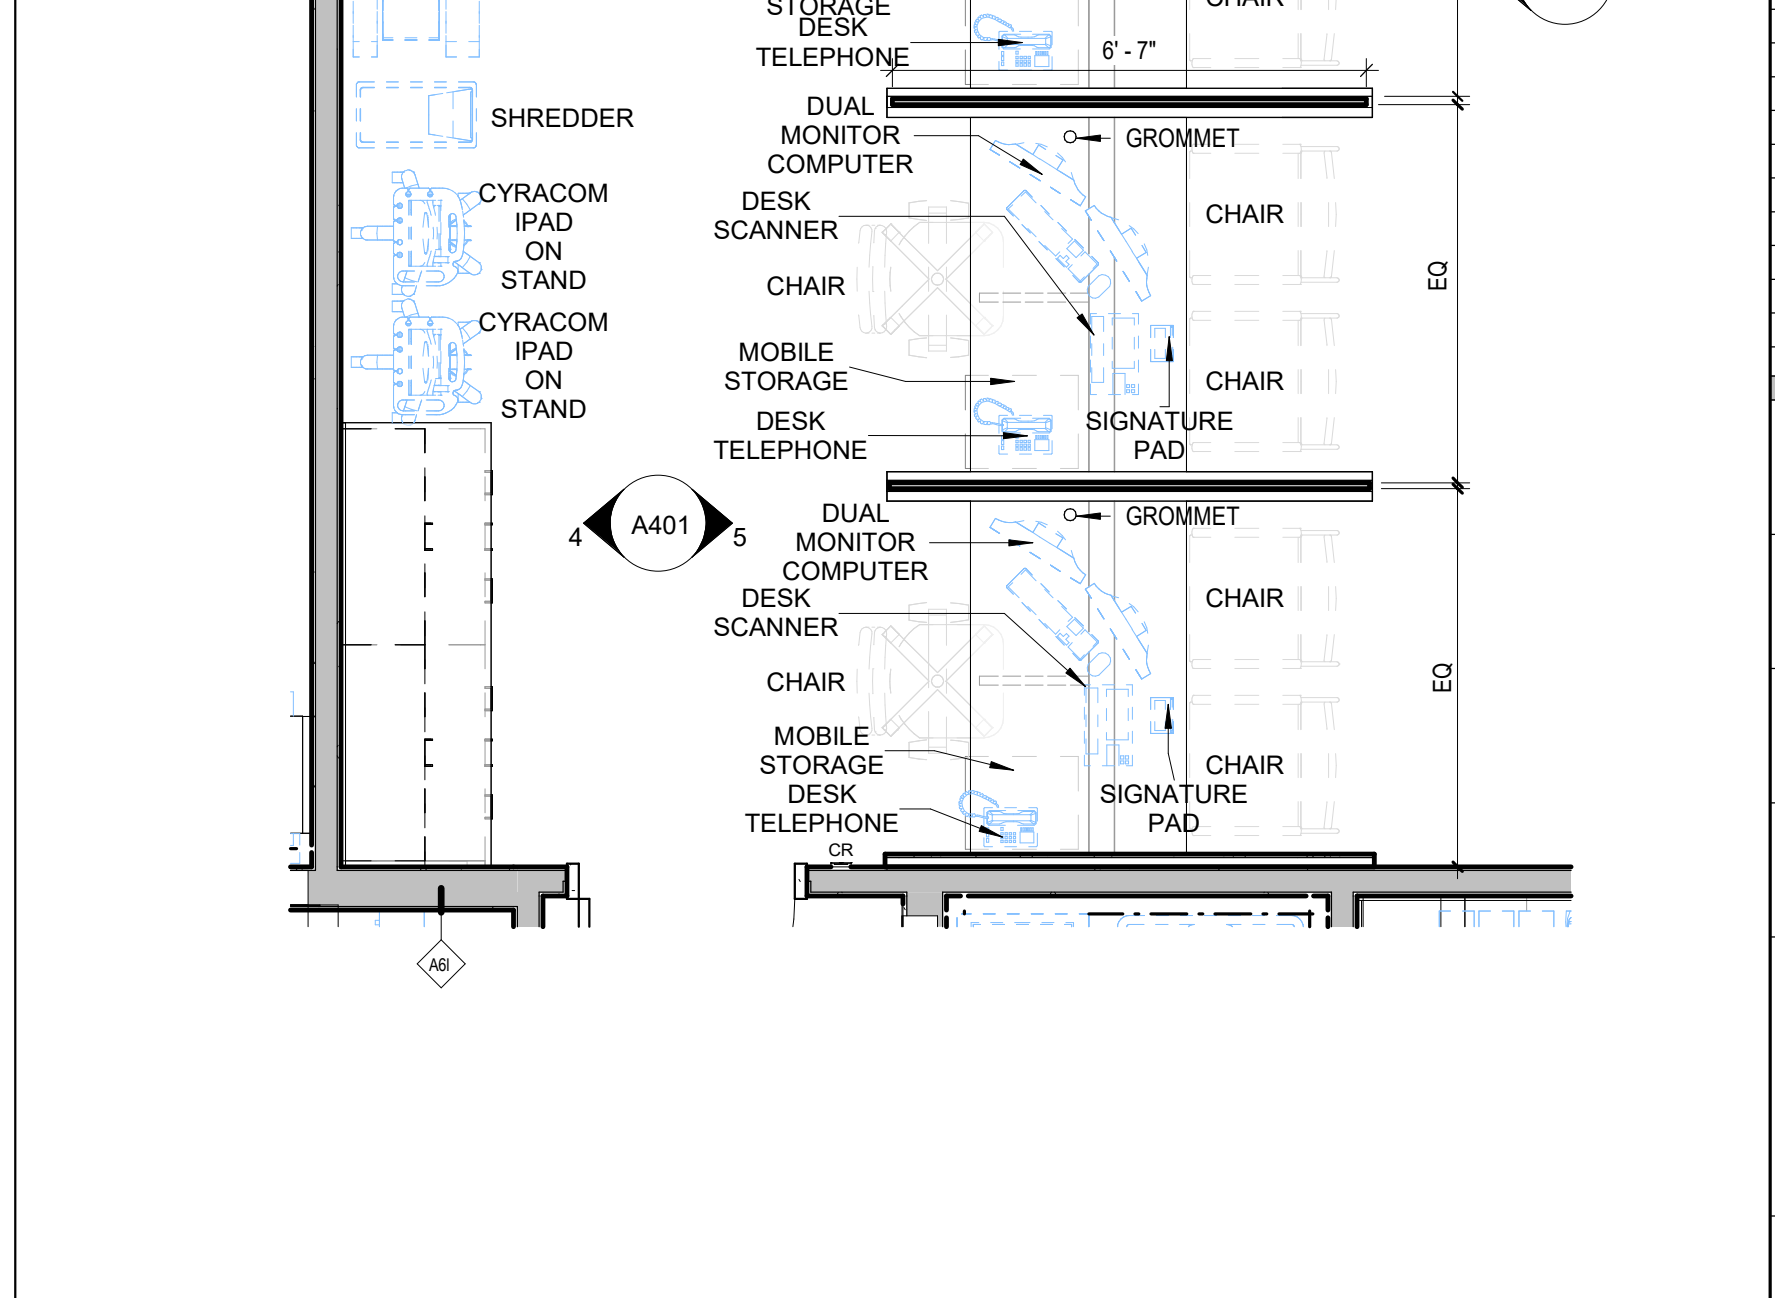 STORAGE
DESK
TELEPHONE
CHAIR
6' - 7"
SHREDDER
CYRACOM
IPAD
ON
STAND
CYRACOM
IPAD
ON
STAND
DUAL
MONITOR
COMPUTER
GROMMET
DESK
SCANNER
CHAIR
CHAIR
EQ
MOBILE
STORAGE
CHAIR
DESK
TELEPHONE
SIGNATURE
PAD
4
A401
5
DUAL
MONITOR
COMPUTER
GROMMET
DESK
SCANNER
CHAIR
CHAIR
EQ
MOBILE
STORAGE
CHAIR
DESK
TELEPHONE
SIGNATURE
PAD
CR
A6I